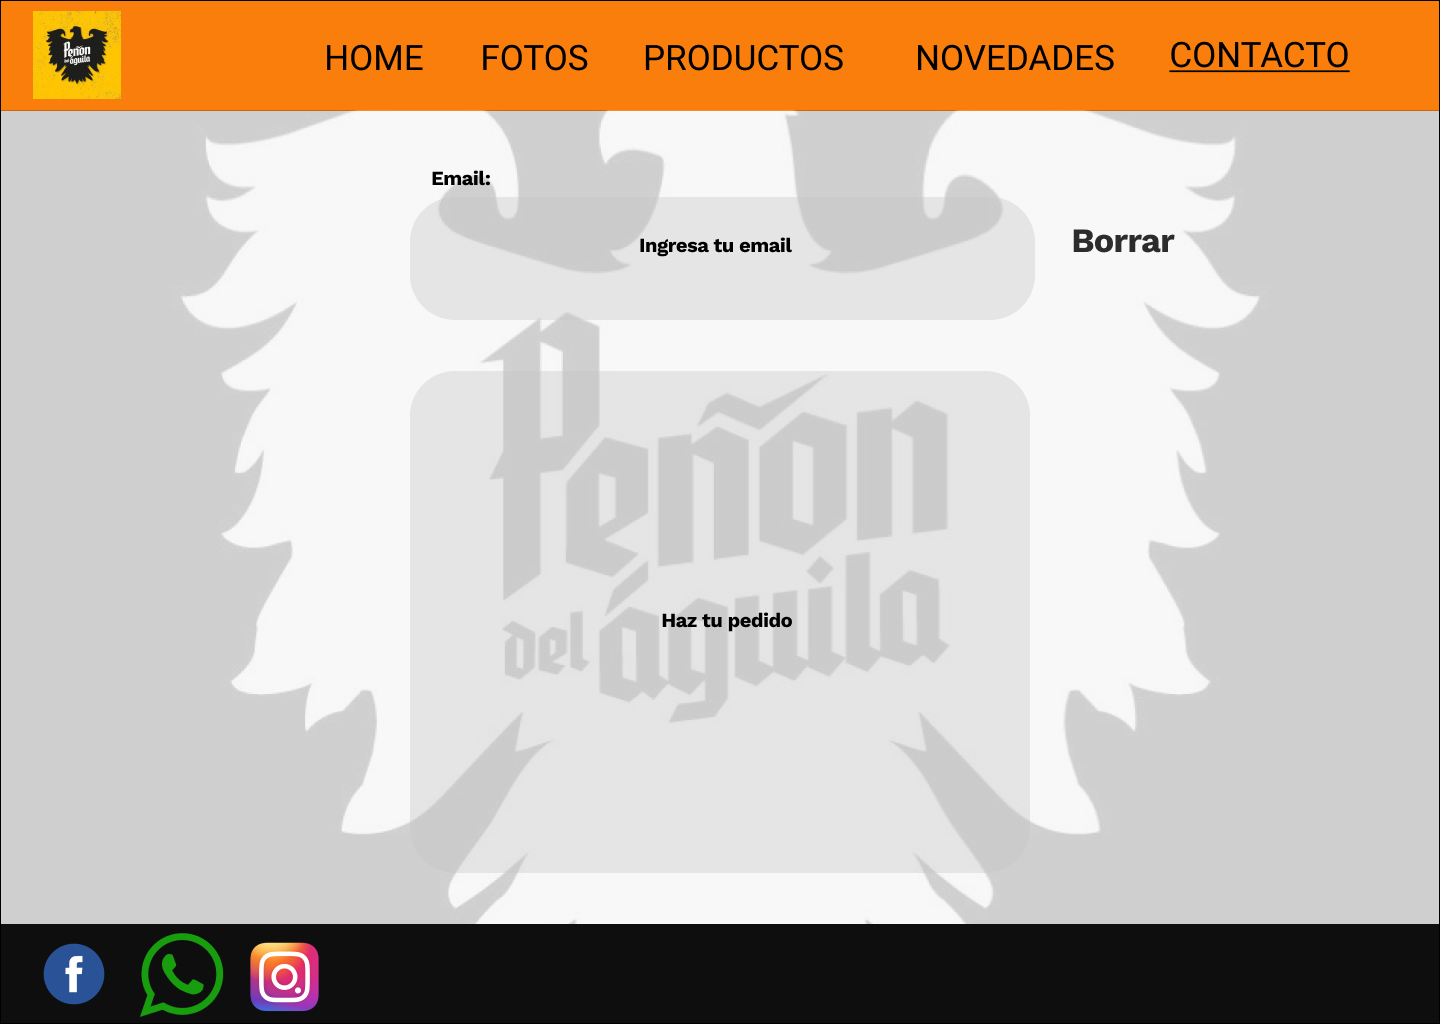 Peñon
del águila
HOME FOTOS PRODUCTOS NOVEDADES CONTACTO
Email:
Ingresa tu email
Borrar
Peñon
del águila
Haz tu pedido